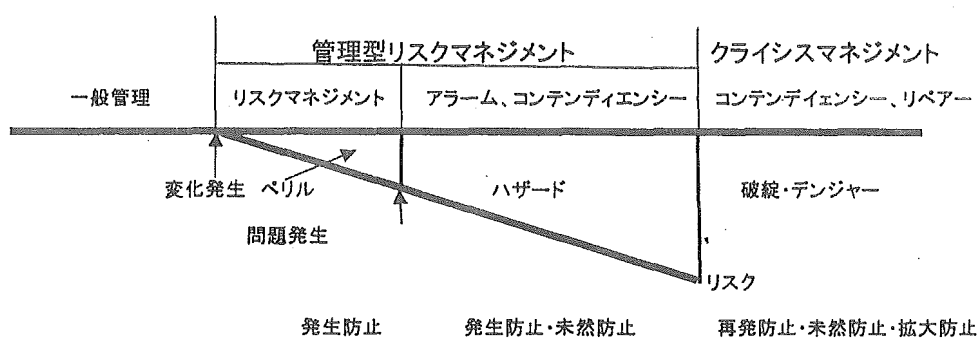 管理型リスクマネジメント クライシスマネジメント
一般管理 リスクマネジメント アラーム、コンテンディエンシー コンテンデイェンシー、リペアー
変化発生 ペリル ハザード 破綻・デンジャー
問題発生
リスク
発生防止 発生防止・未然防止 再発防止・未然防止・拡大防止